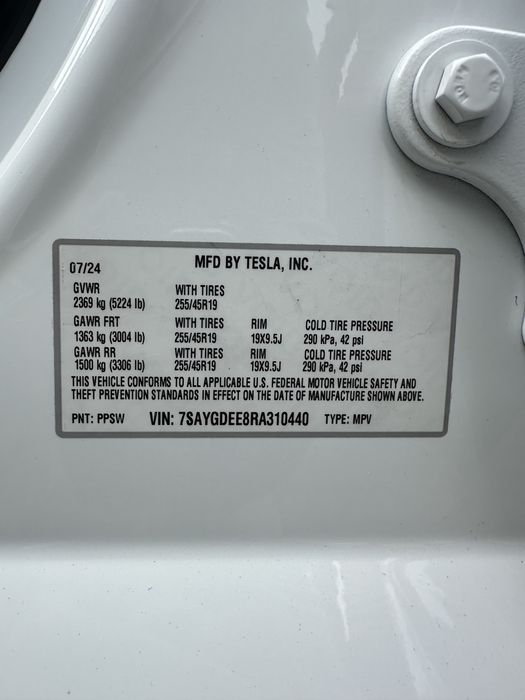 07/24 MFD BY TESLA, INC.
GVWR WITH TIRES
2369 kg (5224 lb) 255/45R19
GAWR FRT WITH TIRES RIM COLD TIRE PRESSURE
1363 kg (3004 lb) 255/45R19 19X9.5J 290 kPa, 42 psi
GAWR RR WITH TIRES RIM COLD TIRE PRESSURE
1500 kg (3306 lb) 255/45R19 19X9.5J 290 kPa, 42 psi
THIS VEHICLE CONFORMS TO ALL APPLICABLE U.S. FEDERAL MOTOR VEHICLE SAFETY AND
THEFT PREVENTION STANDARDS IN EFFECT ON THE DATE OF MANUFACTURE SHOWN ABOVE.
PNT: PPSW VIN: 7SAYGDEE8RA310440 TYPE: MPV